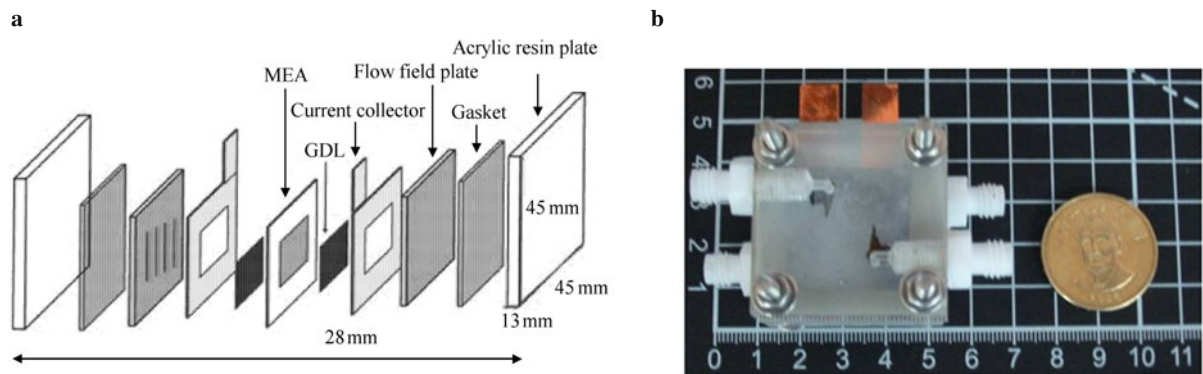 a
b
Acrylic resin plate
MEA
Flow field plate
Current collector
Gasket
GDL
45 mm
45 mm
13 mm
28 mm
6
5
4
3
2
1
0 1 2 3 4 5 6 7 8 9 10 11